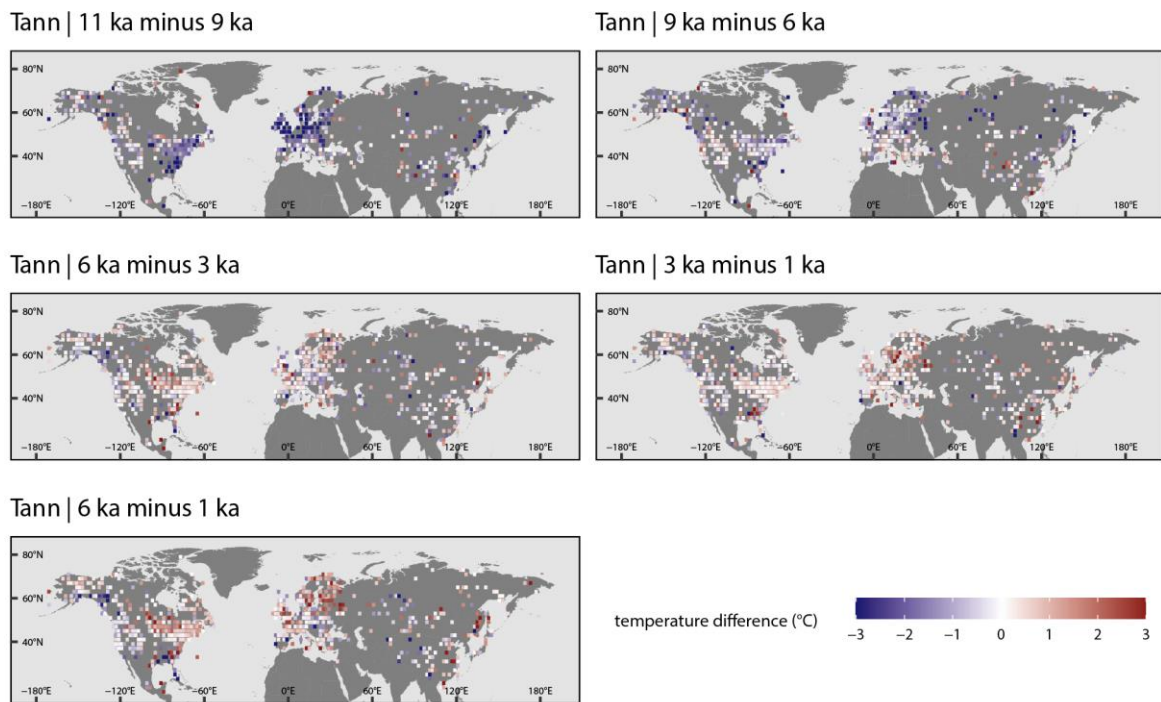 Tann | 11 ka minus 9 ka
80°N
60°N
40°N
−180°E −120°E −60°E 0°E 60°E 120°E 180°E
Tann | 9 ka minus 6 ka
80°N
60°N
40°N
−180°E −120°E −60°E 0°E 60°E 120°E 180°E
Tann | 6 ka minus 3 ka
80°N
60°N
40°N
−180°E −120°E −60°E 0°E 60°E 120°E 180°E
Tann | 3 ka minus 1 ka
80°N
60°N
40°N
−180°E −120°E −60°E 0°E 60°E 120°E 180°E
Tann | 6 ka minus 1 ka
80°N
60°N
40°N
−180°E −120°E −60°E 0°E 60°E 120°E 180°E
temperature difference (°C)
−3 −2 −1 0 1 2 3